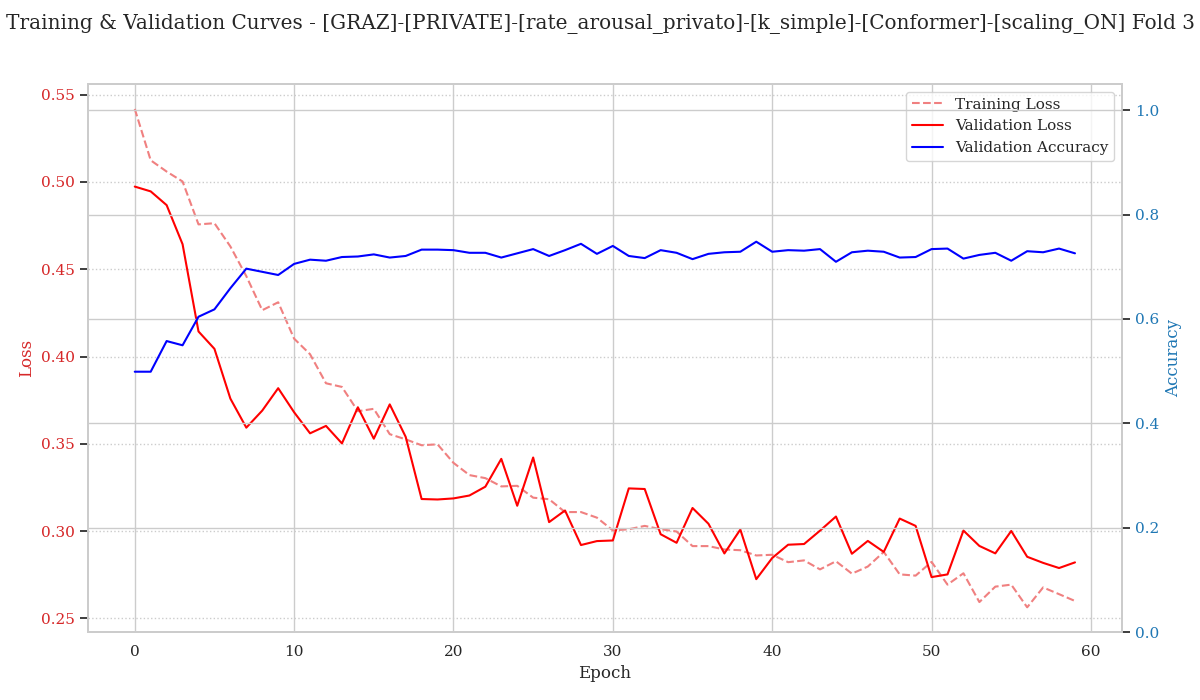 Training & Validation Curves - [GRAZ]-[PRIVATE]-[rate_arousal_privato]-[k_simple]-[Conformer]-[scaling_ON] Fold 3
Training Loss
Validation Loss
Validation Accuracy
Loss
0.55
0.50
0.45
0.40
0.35
0.30
0.25
1.0
0.8
0.6
0.4
0.2
0.0
Accuracy
0 10 20 30 40 50 60
Epoch